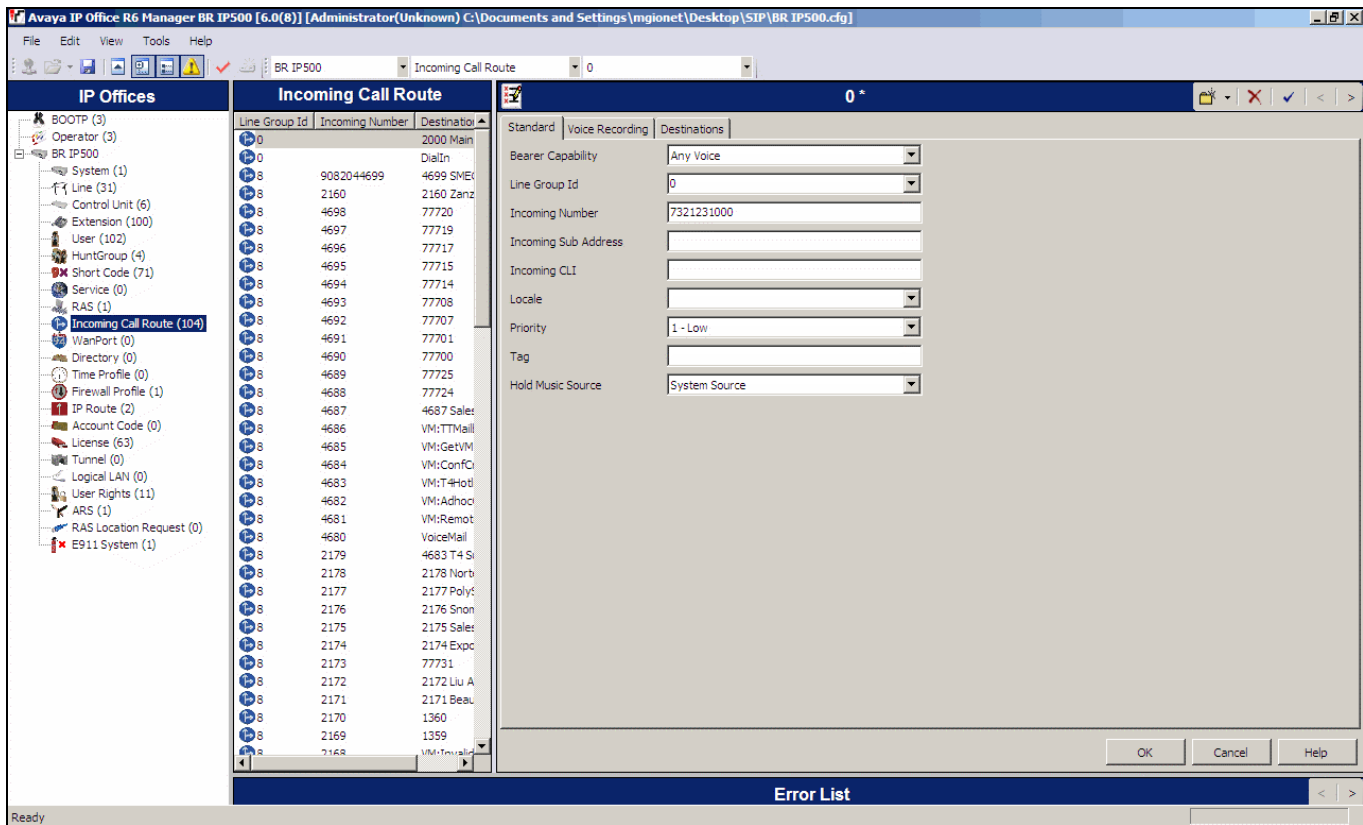 Avaya IP Office R6 Manager BR IP500 [6.0(8)] [Administrator(Unknown) C:\Documents and Settings\mgionet\Desktop\SIP\BR IP500.cfg]
File Edit View Tools Help
BR IP500 Incoming Call Route 0
IP Offices
BOOTP (3)
Operator (3)
BR IP500
System (1)
Line (31)
Control Unit (6)
Extension (100)
User (102)
HuntGroup (4)
Short Code (71)
Service (0)
RAS (1)
Incoming Call Route (104)
WanPort (0)
Directory (0)
Time Profile (0)
Firewall Profile (1)
IP Route (2)
Account Code (0)
License (63)
Tunnel (0)
Logical LAN (0)
User Rights (11)
ARS (1)
RAS Location Request (0)
E911 System (1)
Incoming Call Route
Line Group Id Incoming Number Destination
0 2000 Main
0 DialIn
8 9082044699 4699 SME
8 2160 2160 Zanz
8 4698 77720
8 4697 77719
8 4696 77717
8 4695 77715
8 4694 77714
8 4693 77708
8 4692 77707
8 4691 77701
8 4690 77700
8 4689 77725
8 4688 77724
8 4687 4687 Sales
8 4686 VM:TTMail
8 4685 VM:GetVM
8 4684 VM:ConfC
8 4683 VM:T4Hotl
8 4682 VM:Adhoc
8 4681 VM:Remot
8 4680 VoiceMail
8 2179 4683 T4 S
8 2178 2178 Nort
8 2177 2177 PolyS
8 2176 2176 Snom
8 2175 2175 Sales
8 2174 2174 Expo
8 2173 77731
8 2172 2172 Liu A
8 2171 2171 Beau
8 2170 1360
8 2169 1359
8 2168 VM:Invalid
0 *
Standard Voice Recording Destinations
Bearer Capability Any Voice
Line Group Id 0
Incoming Number 7321231000
Incoming Sub Address
Incoming CLI
Locale
Priority 1 - Low
Tag
Hold Music Source System Source
OK Cancel Help
Error List
Ready